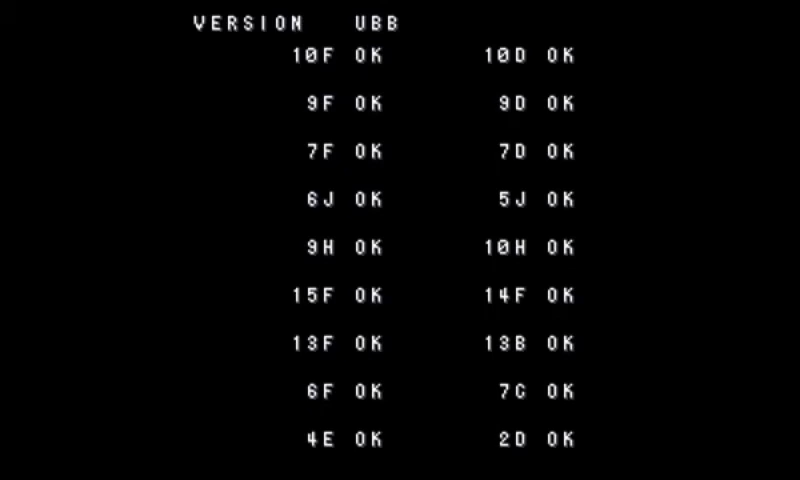 VERSION UBB
10F OK 10D OK
9F OK 9D OK
7F OK 7D OK
6J OK 5J OK
9H OK 10H OK
15F OK 14F OK
13F OK 13B OK
6F OK 7C OK
4E OK 2D OK